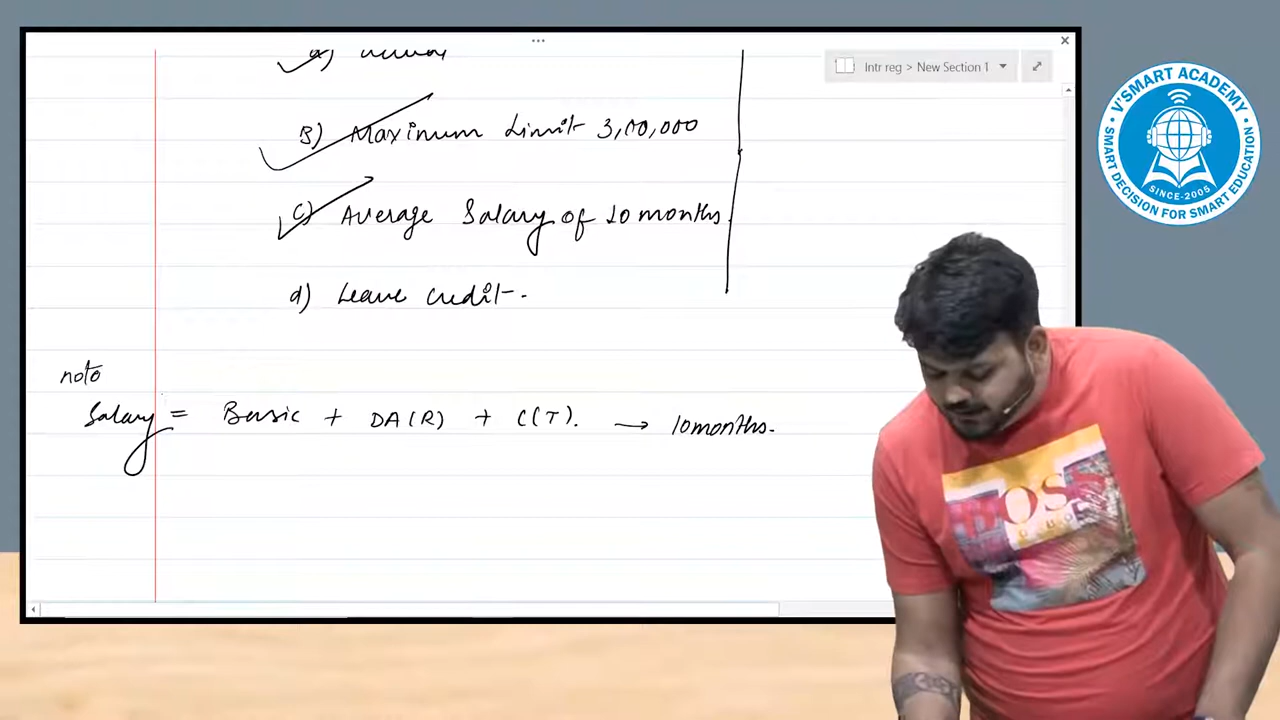 Intr reg > New Section 1
B) Maximum Limit 3,00,000
C) Average Salary of 10 months.
d) Leave credit.
note
Salary = Basic + DA(R) + C(T). → 10 months.
V'SMART ACADEMY
SINCE-2005
SMART DECISION FOR SMART EDUCATION
BOSS